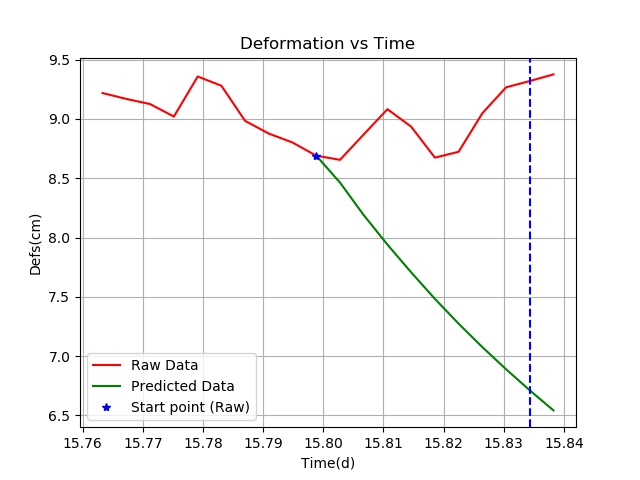 Deformation vs Time
Defs(cm)
9.5
9.0
8.5
8.0
7.5
7.0
6.5
Raw Data
Predicted Data
Start point (Raw)
15.76 15.77 15.78 15.79 15.80 15.81 15.82 15.83 15.84
Time(d)